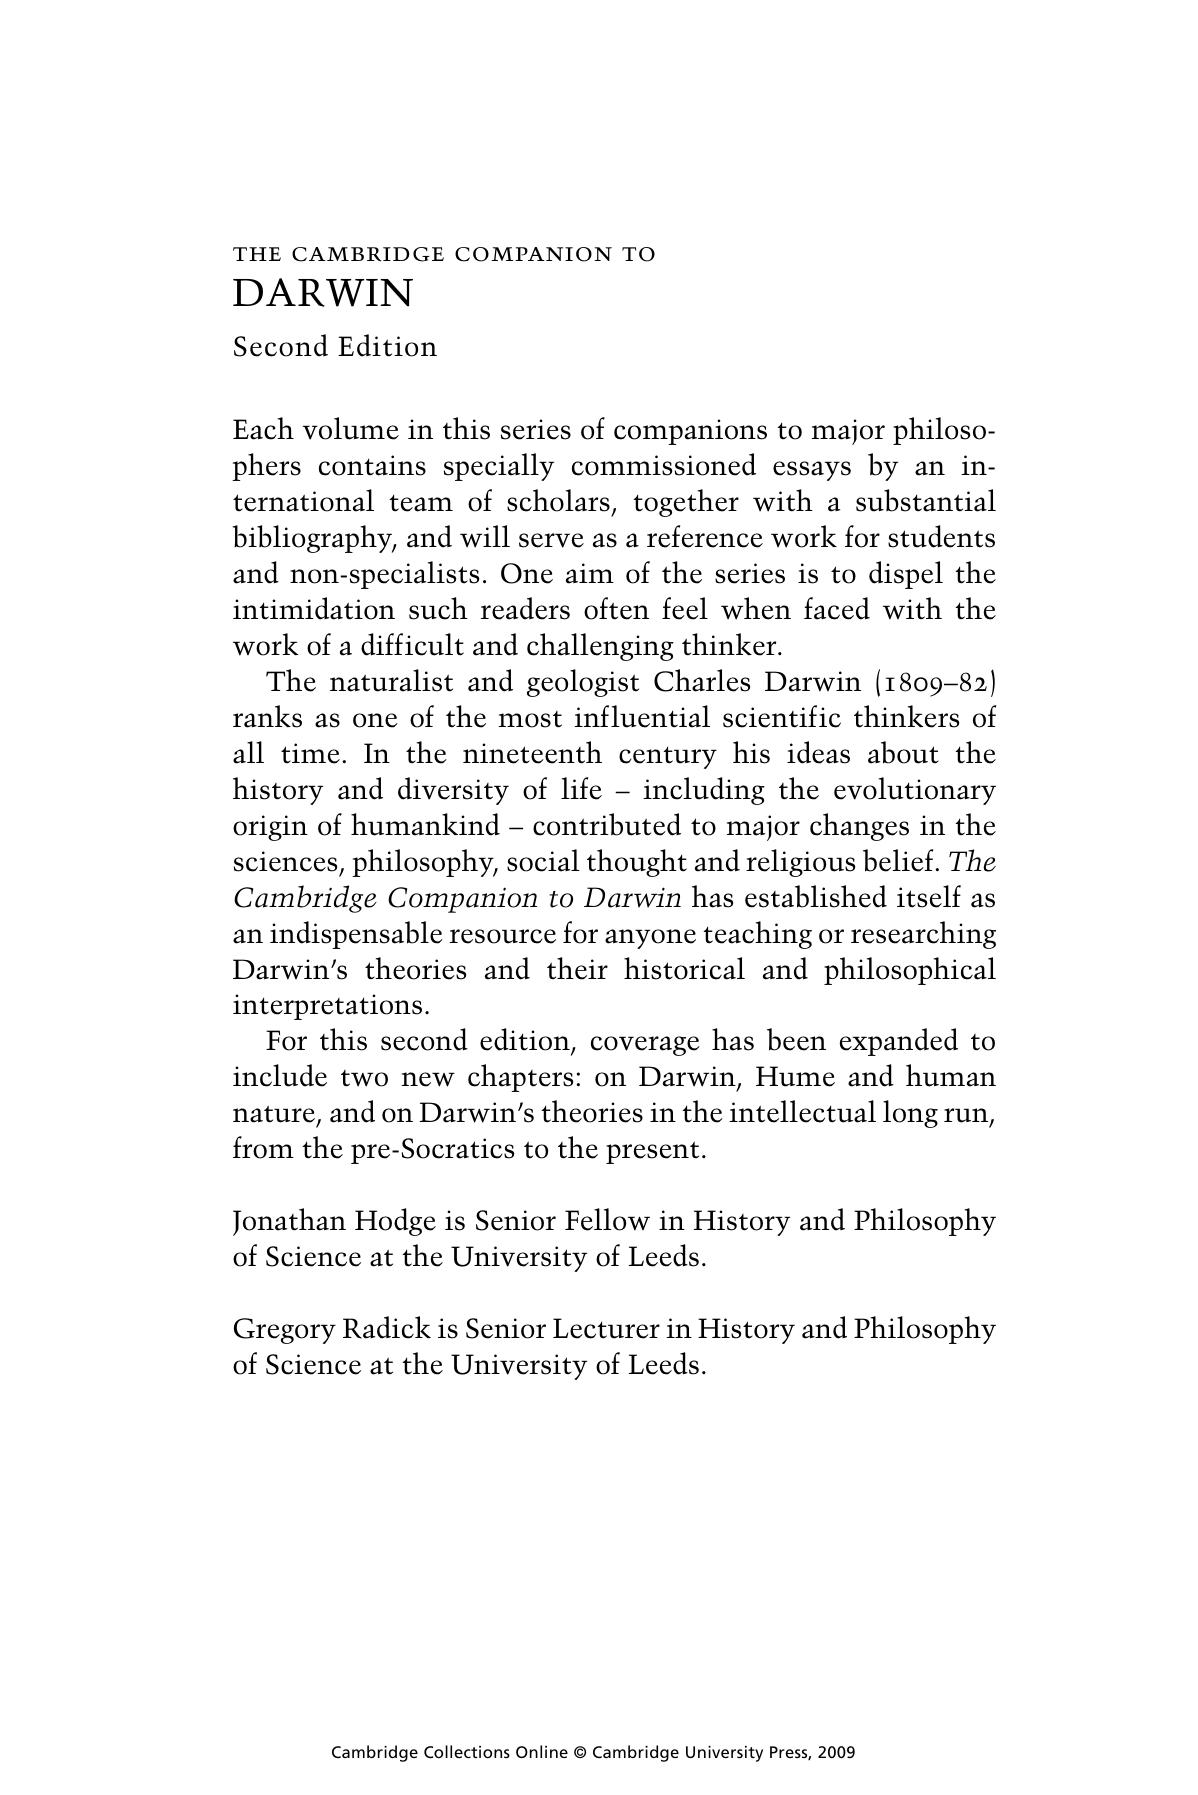 THE CAMBRIDGE COMPANION TO
DARWIN
Second Edition
Each volume in this series of companions to major philoso-
phers contains specially commissioned essays by an in-
ternational team of scholars, together with a substantial
bibliography, and will serve as a reference work for students
and non-specialists. One aim of the series is to dispel the
intimidation such readers often feel when faced with the
work of a difficult and challenging thinker.
The naturalist and geologist Charles Darwin (1809–82)
ranks as one of the most influential scientific thinkers of
all time. In the nineteenth century his ideas about the
history and diversity of life – including the evolutionary
origin of humankind – contributed to major changes in the
sciences, philosophy, social thought and religious belief. The
Cambridge Companion to Darwin has established itself as
an indispensable resource for anyone teaching or researching
Darwin’s theories and their historical and philosophical
interpretations.
For this second edition, coverage has been expanded to
include two new chapters: on Darwin, Hume and human
nature, and on Darwin’s theories in the intellectual long run,
from the pre-Socratics to the present.
Jonathan Hodge is Senior Fellow in History and Philosophy
of Science at the University of Leeds.
Gregory Radick is Senior Lecturer in History and Philosophy
of Science at the University of Leeds.
Cambridge Collections Online © Cambridge University Press, 2009